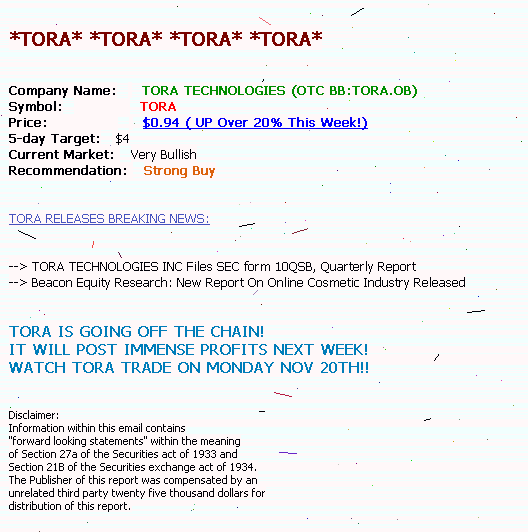 *TORA* *TORA* *TORA* *TORA*
Company Name: TORA TECHNOLOGIES (OTC BB:TORA.OB)
Symbol: TORA
Price: $0.94 ( UP Over 20% This Week!)
5-day Target: $4
Current Market: Very Bullish
Recommendation: Strong Buy
TORA RELEASES BREAKING NEWS:
--> TORA TECHNOLOGIES INC Files SEC form 10QSB, Quarterly Report
--> Beacon Equity Research: New Report On Online Cosmetic Industry Released
TORA IS GOING OFF THE CHAIN!
IT WILL POST IMMENSE PROFITS NEXT WEEK!
WATCH TORA TRADE ON MONDAY NOV 20TH!!
Disclaimer:
Information within this email contains
"forward looking statements" within the meaning
of Section 27a of the Securities act of 1933 and
Section 21B of the Securities exchange act of 1934.
The Publisher of this report was compensated by an
unrelated third party twenty five thousand dollars for
distribution of this report.